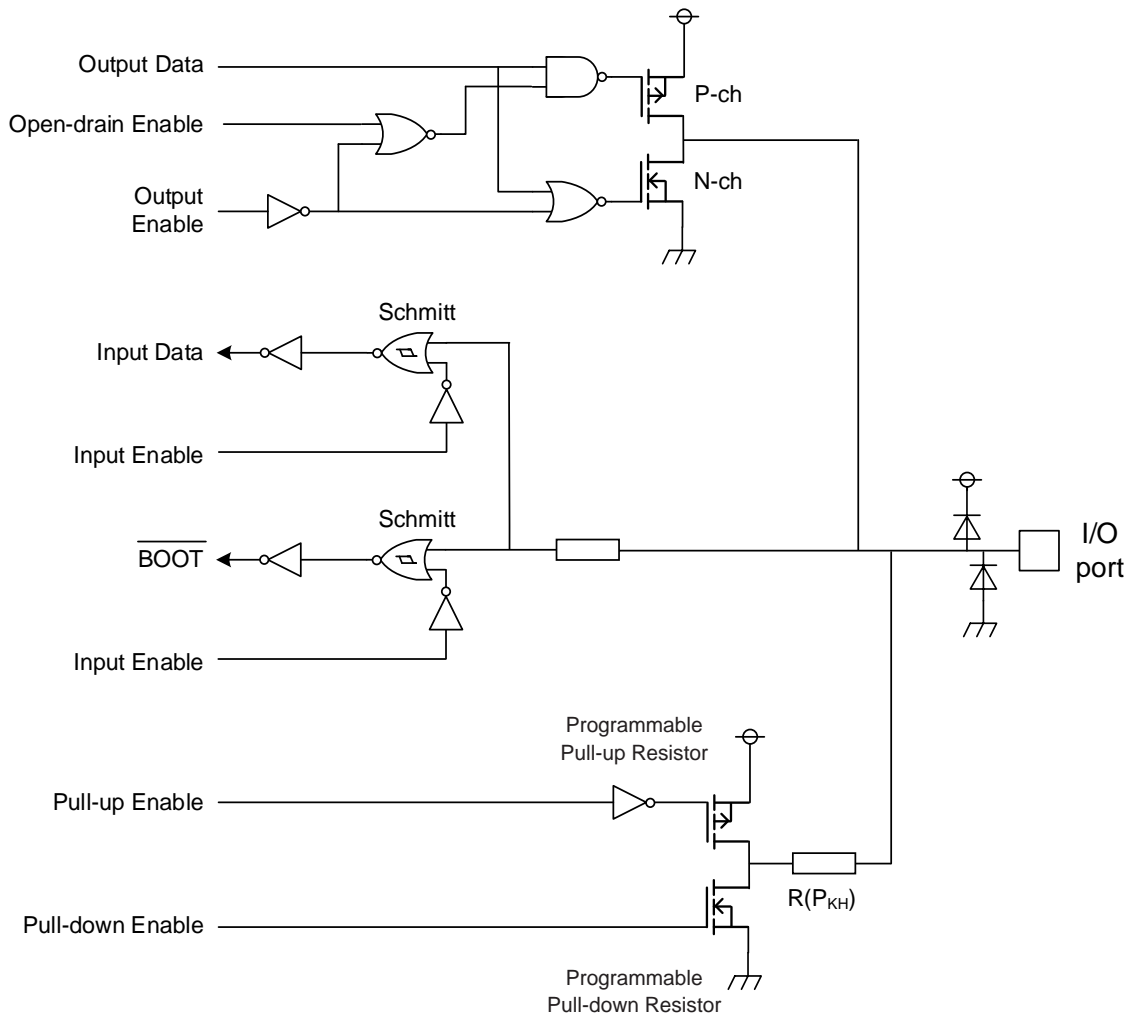 Output Data
P-ch
Open-drain Enable
N-ch
Output
Enable
Schmitt
Input Data
Input Enable
Schmitt
BOOT
I/O
port
Input Enable
Programmable
Pull-up Resistor
Pull-up Enable
R(PKH)
Pull-down Enable
Programmable
Pull-down Resistor